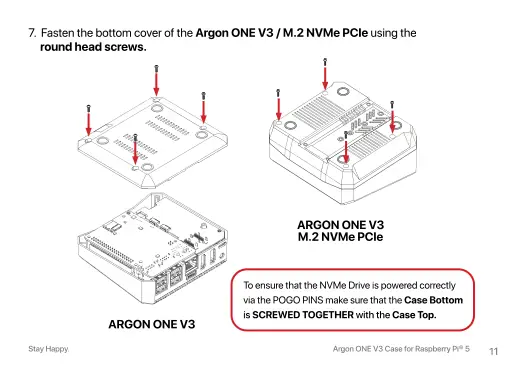 7. Fasten the bottom cover of the Argon ONE V3 / M.2 NVMe PCIe using the
round head screws.
ARGON ONE V3
M.2 NVMe PCIe
To ensure that the NVMe Drive is powered correctly
via the POGO PINS make sure that the Case Bottom
is SCREWED TOGETHER with the Case Top.
ARGON ONE V3
Stay Happy.
Argon ONE V3 Case for Raspberry Pi® 5
11